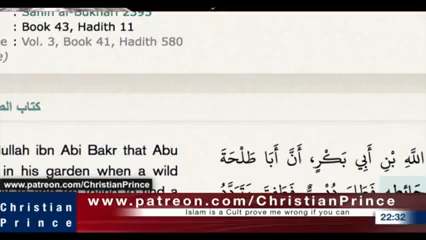 Sahih al-Bukhari 2393
: Book 43, Hadith 11
e : Vol. 3, Book 41, Hadith 580
e)
كتاب الص
ullah ibn Abi Bakr that Abu
in his garden when a wild
اللَّهِ بْنِ أَبِي بَكْرٍ، أَنَّ أَبَا طَلْحَةَ
www.patreon.com/ChristianPrince
www.patreon.com/ChristianPrince
Christian
Prince
Islam is a Cult prove me wrong if you can
22:32